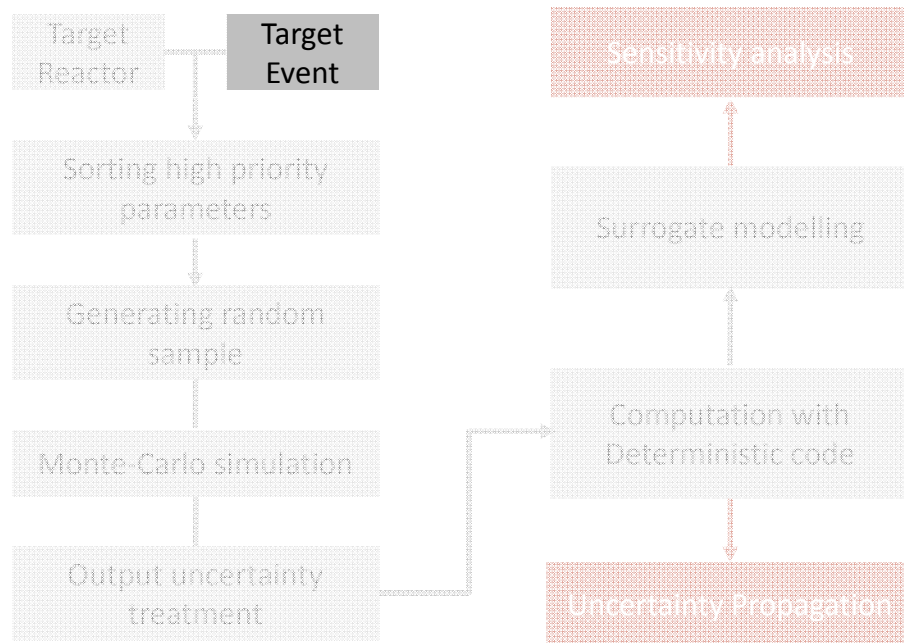 Target
Reactor
Target
Event
Sorting high priority
parameters
Generating random
sample
Monte-Carlo simulation
Output uncertainty
treatment
Sensitivity analysis
Surrogate modelling
Computation with
Deterministic code
Uncertainty Propagation